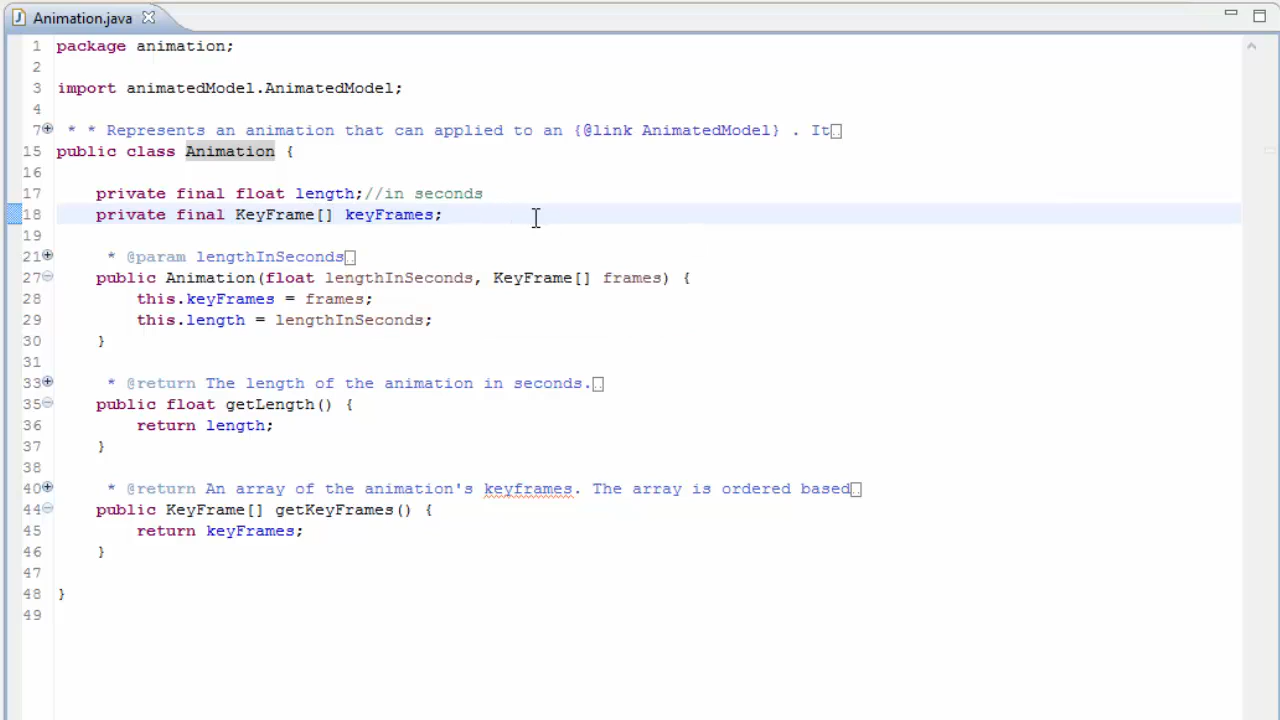 Animation.java
1 package animation;
2
3 import animatedModel.AnimatedModel;
4
7 * * Represents an animation that can applied to an {@link AnimatedModel} . It
15 public class Animation {
16
17 private final float length;//in seconds
18 private final KeyFrame[] keyFrames;
19
21 * @param lengthInSeconds
27 public Animation(float lengthInSeconds, KeyFrame[] frames) {
28 this.keyFrames = frames;
29 this.length = lengthInSeconds;
30 }
31
33 * @return The length of the animation in seconds.
35 public float getLength() {
36 return length;
37 }
38
40 * @return An array of the animation's keyframes. The array is ordered based
44 public KeyFrame[] getKeyFrames() {
45 return keyFrames;
46 }
47
48 }
49